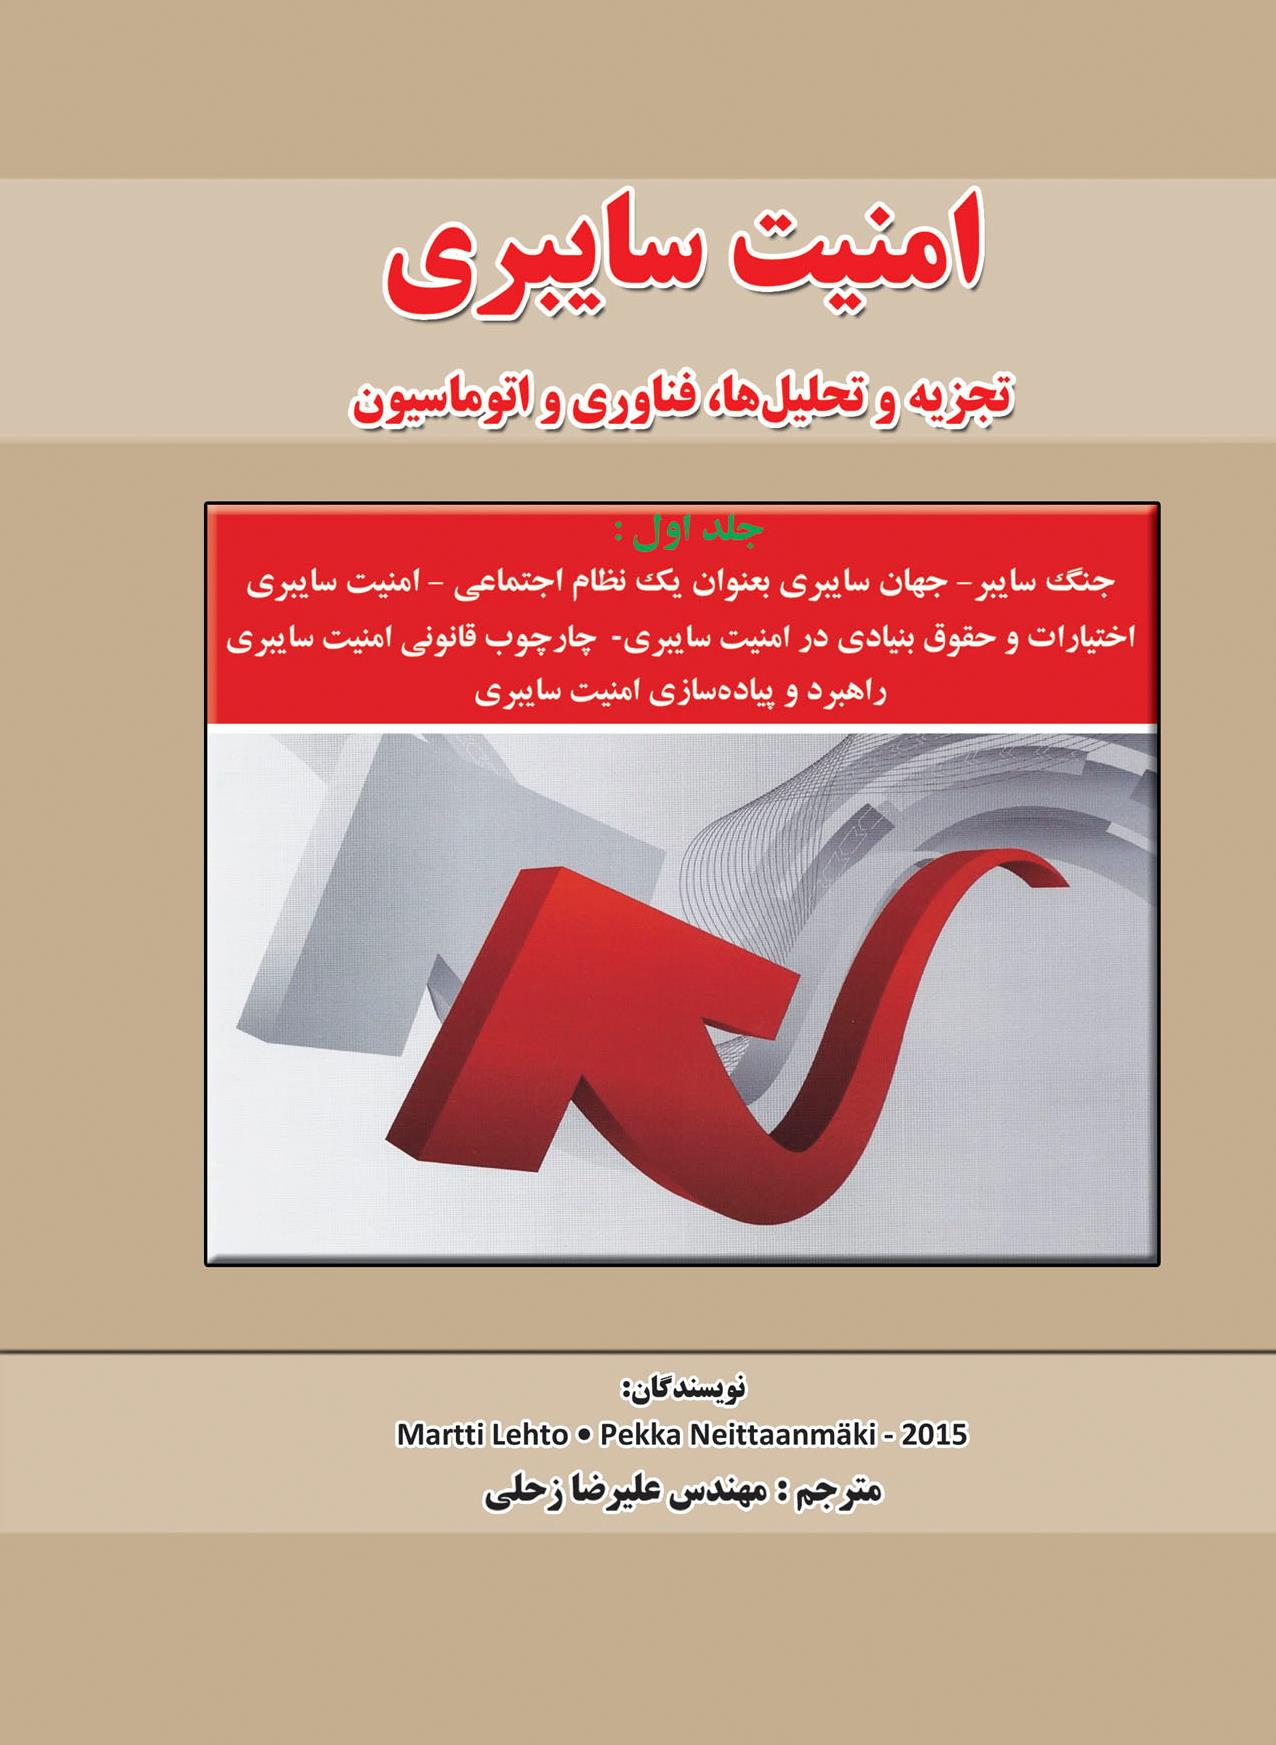 امنیت سایبری
تجزیه و تحلیل‌ها، فناوری و اتوماسیون
جلد اول :
جنگ سایبر – جهان سایبری بعنوان یک نظام اجتماعی – امنیت سایبری
اختیارات و حقوق بنیادی در امنیت سایبری- چارچوب قانونی امنیت سایبری
راهبرد و پیاده‌سازی امنیت سایبری
نویسندگان:
Martti Lehto • Pekka Neittaanmäki - 2015
مترجم : مهندس علیرضا زحلی